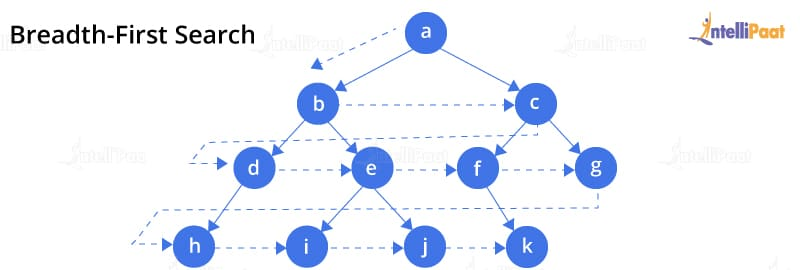 Breadth-First Search
intelliPaat
a
b
c
d
e
f
g
h
i
j
k